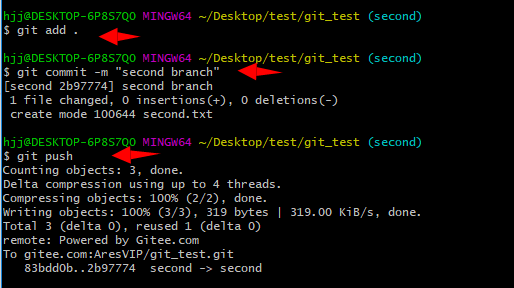 hjj@DESKTOP-6P8S7QO MINGW64 ~/Desktop/test/git_test (second)
$ git add .
hjj@DESKTOP-6P8S7QO MINGW64 ~/Desktop/test/git_test (second)
$ git commit -m "second branch"
[second 2b97774] second branch
 1 file changed, 0 insertions(+), 0 deletions(-)
 create mode 100644 second.txt
hjj@DESKTOP-6P8S7QO MINGW64 ~/Desktop/test/git_test (second)
$ git push
Counting objects: 3, done.
Delta compression using up to 4 threads.
Compressing objects: 100% (2/2), done.
Writing objects: 100% (3/3), 319 bytes | 319.00 KiB/s, done.
Total 3 (delta 0), reused 1 (delta 0)
remote: Powered by Gitee.com
To gitee.com:AresVIP/git_test.git
   83bdd0b..2b97774  second -> second